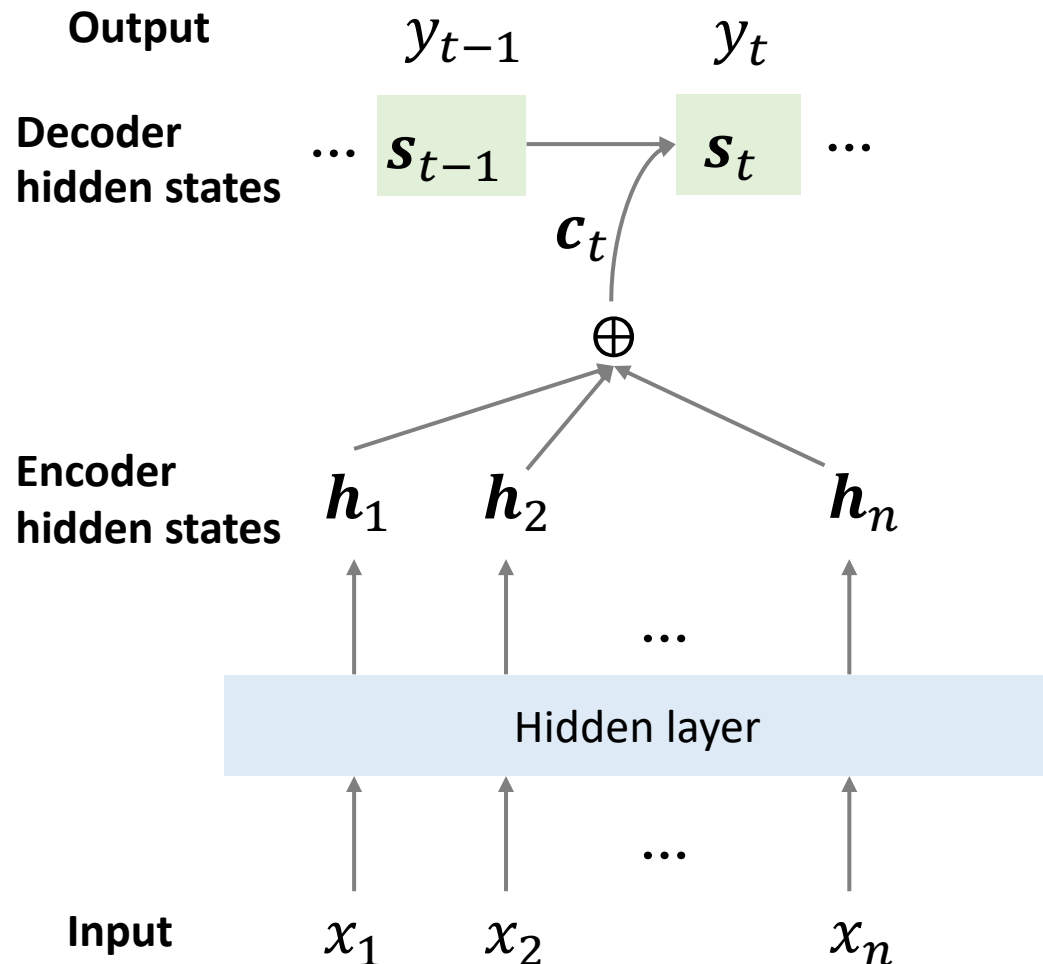 Output y_{t−1} y_t
Decoder
hidden states
... s_{t−1} s_t ...
c_t
⊕
Encoder
hidden states
h_1 h_2 h_n
...
Hidden layer
...
Input x_1 x_2 x_n